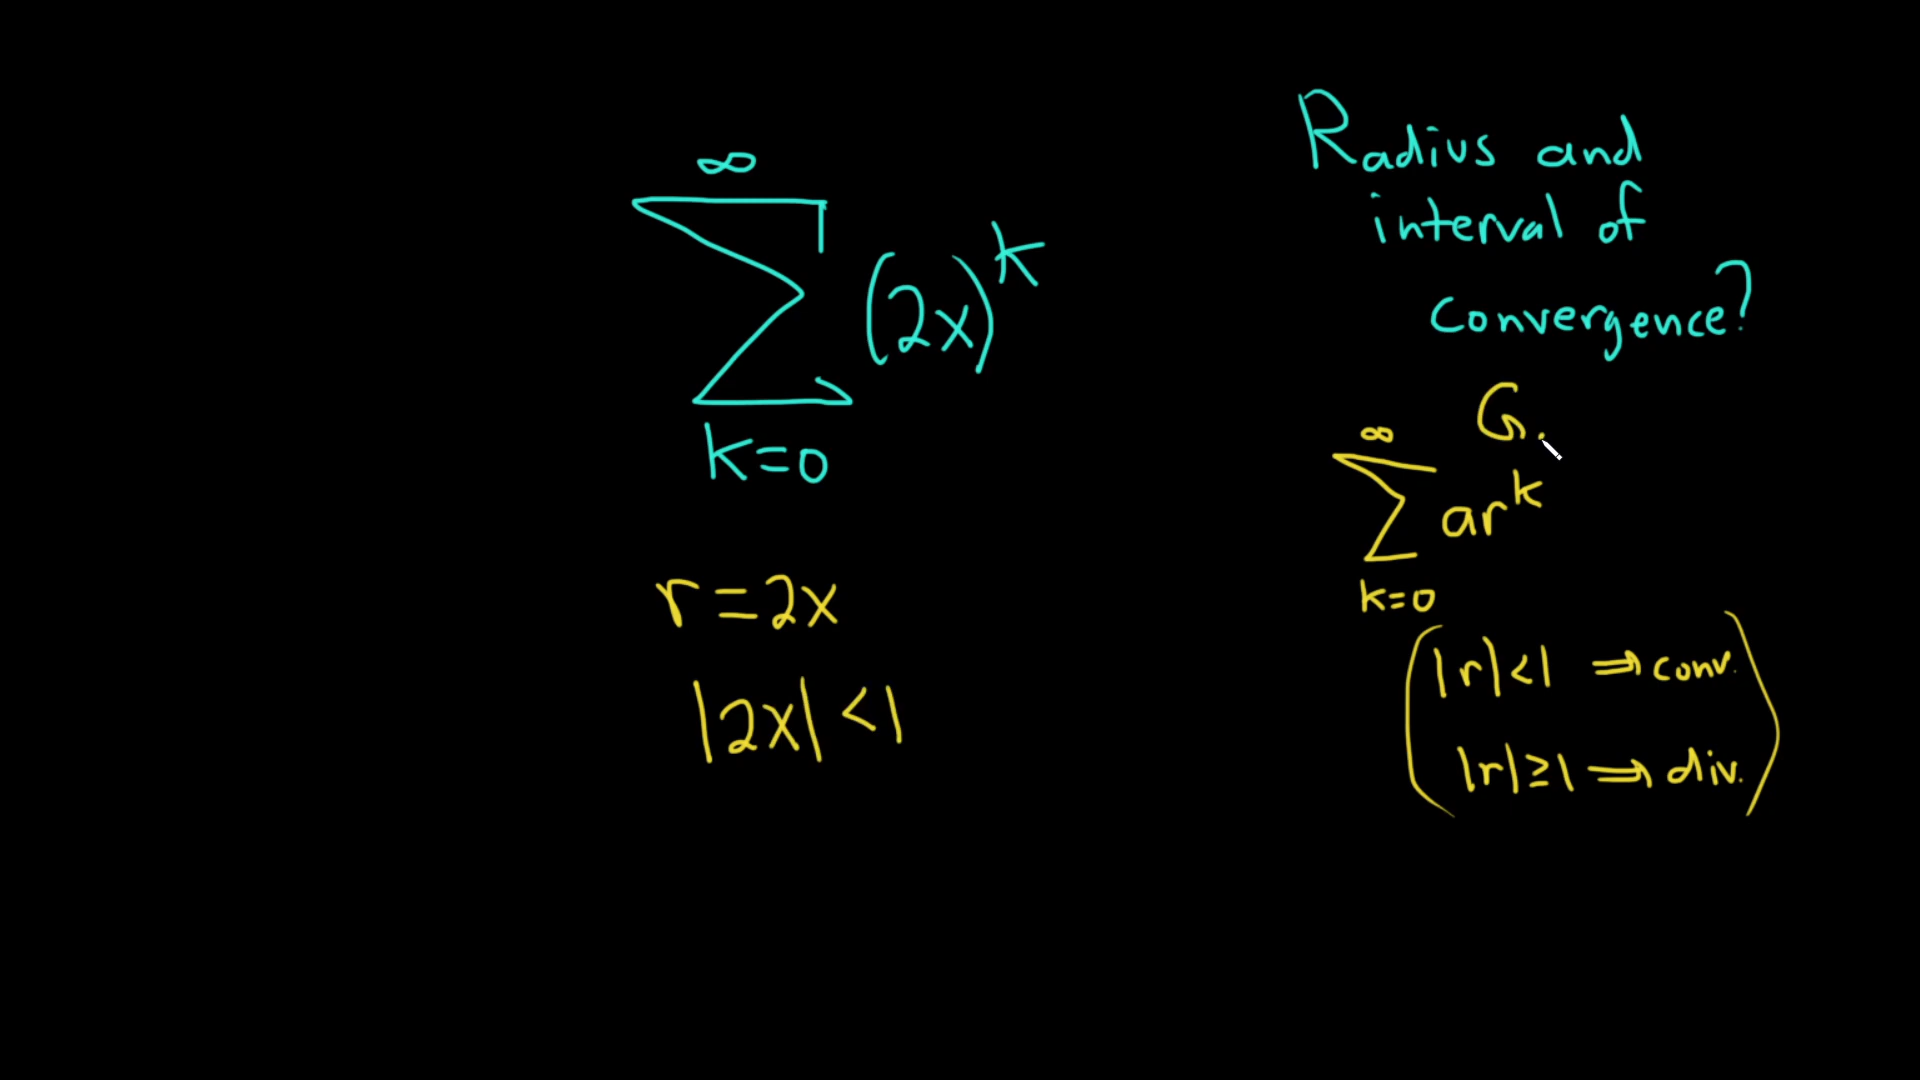 ∞
∑ (2x)^k
k=0
r=2x
|2x|<1
Radius and
interval of
convergence?
G.
∞
∑ ar^k
k=0
(|r|<1 ⇒ conv.
|r|≥1 ⇒ div.)